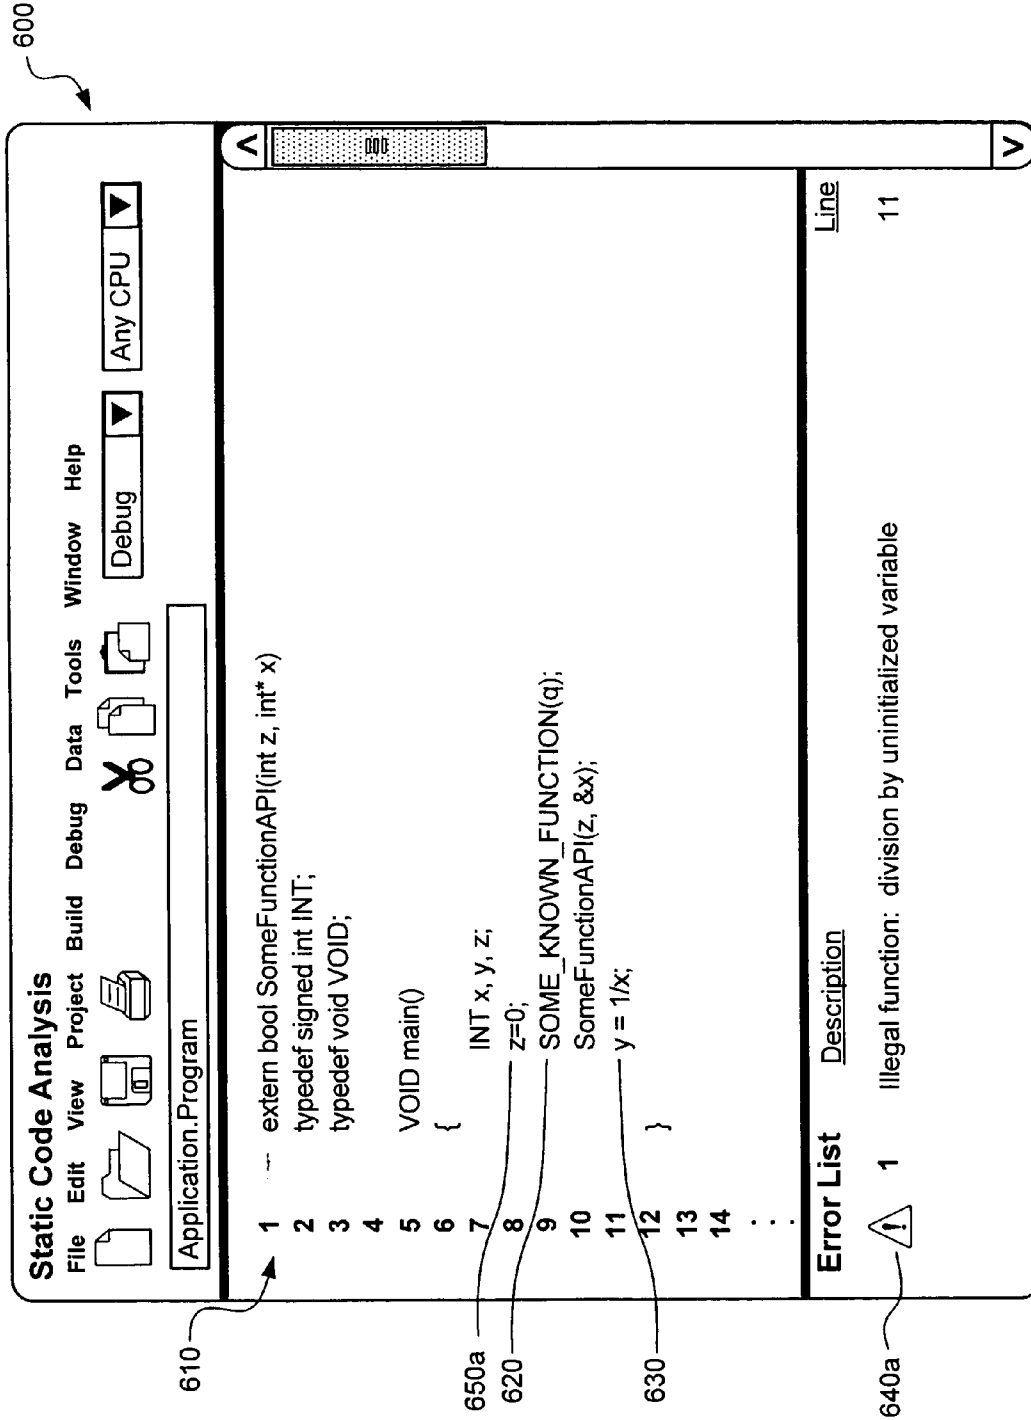 600
Static Code Analysis
File Edit View Project Build Debug Data Tools Window Help
Debug Any CPU
Application.Program
610
1 extern bool SomeFunctionAPI(int z, int* x)
2 typedef signed int INT;
3 typedef void VOID;
4
5 VOID main()
6 {
7 INT x, y, z;
650a
8 z=0;
620
9 SOME_KNOWN_FUNCTION(q);
10 SomeFunctionAPI(z, &x);
11 y = 1/x;
630
12 }
13
14
Error List Description Line
640a
! 1 Illegal function: division by uninitialized variable 11